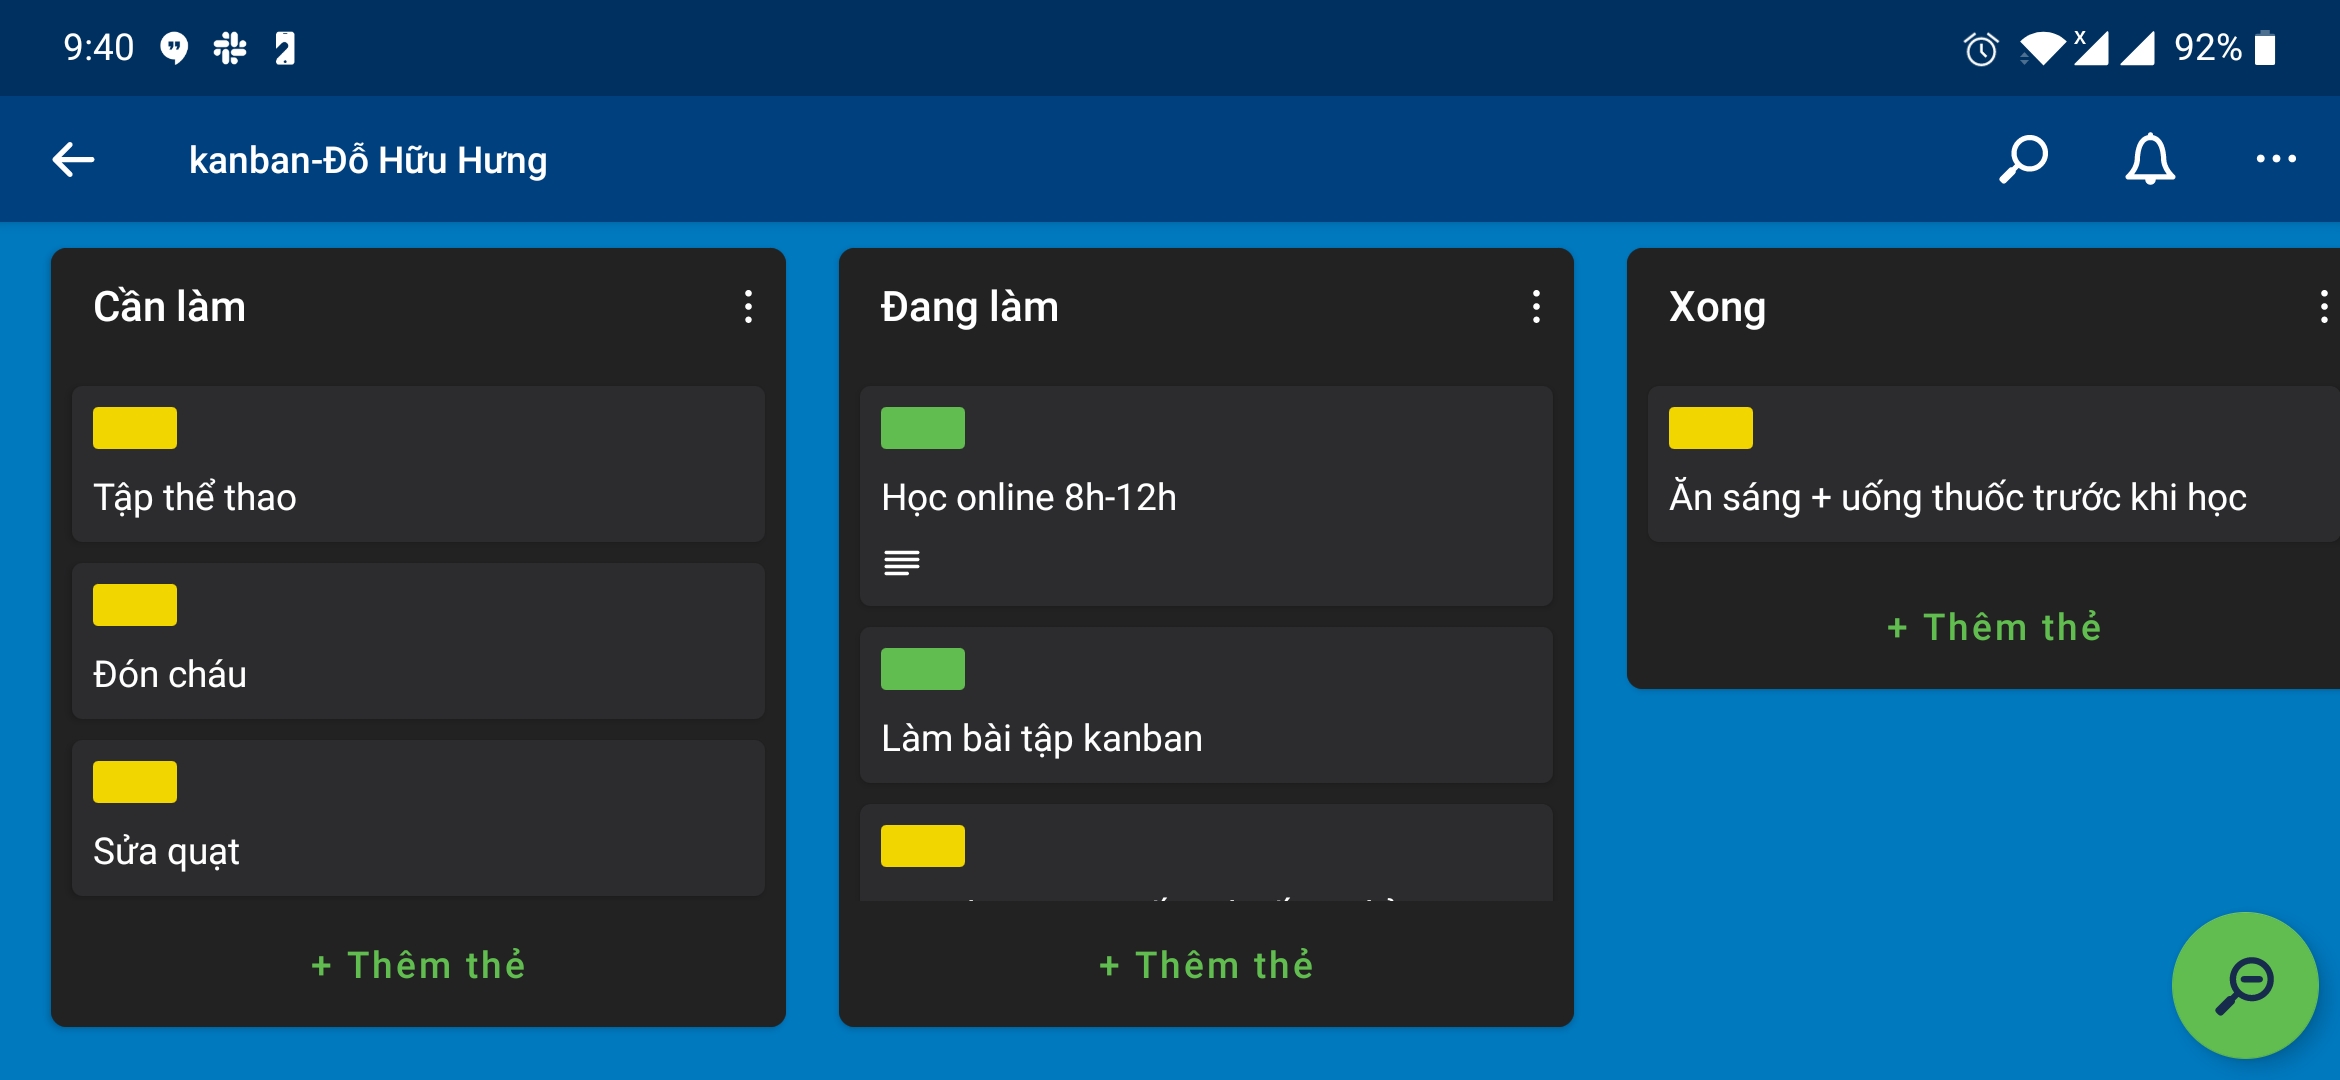 9:40
x
92%
kanban-Đỗ Hữu Hưng
Cần làm
Tập thể thao
Đón cháu
Sửa quạt
+ Thêm thẻ
Đang làm
Học online 8h-12h
Làm bài tập kanban
+ Thêm thẻ
Xong
Ăn sáng + uống thuốc trước khi học
+ Thêm thẻ